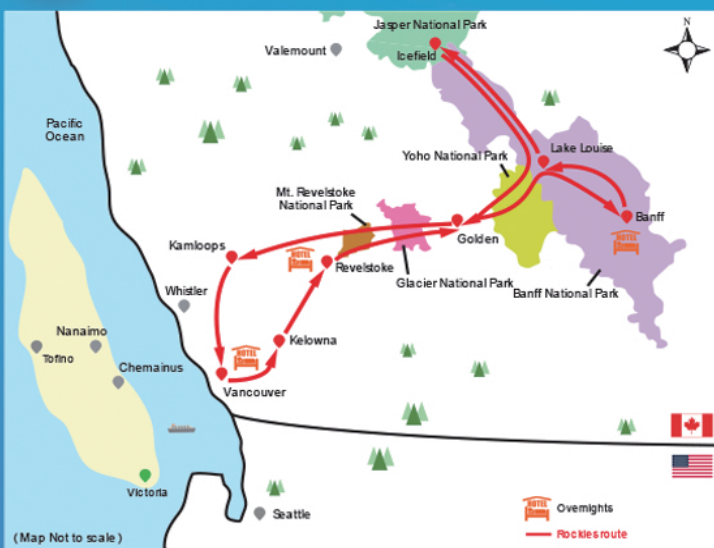 Jasper National Park
N
Valemount
Icefield
Pacific
Ocean
Yoho National Park
Lake Louise
Mt. Revelstoke
National Park
Banff
HOTEL
Golden
Kamloops
HOTEL
Revelstoke
Glacier National Park
Banff National Park
Whistler
Nanaimo
Tofino
Kelowna
HOTEL
Chemainus
Vancouver
Victoria
Seattle
HOTEL
Overnights
Rockies route
(Map Not to scale)